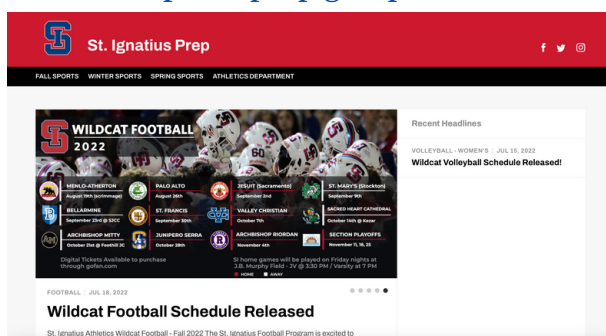 St. Ignatius Prep
FALL SPORTS WINTER SPORTS SPRING SPORTS ATHLETICS DEPARTMENT
WILDCAT FOOTBALL
2022
60
MENLO-ATHERTON
August 19th (scrimmage)
PALO ALTO
August 26th
JESUIT (Sacramento)
September 2nd
ST. MARY'S (Stockton)
September 9th
BELLARMINE
September 23rd @ SJCC
ST. FRANCIS
September 30th
VALLEY CHRISTIAN
October 7th
SACRED HEART CATHEDRAL
October 14th @ Kezar
ARCHBISHOP MITTY
October 21st @ Foothill JC
JUNIPERO SERRA
October 28th
ARCHBISHOP RIORDAN
November 4th
SECTION PLAYOFFS
November 11, 18, 25
Digital Tickets Available to purchase
through gofan.com
SI home games will be played on Friday nights at
J.B. Murphy Field - JV @ 3:30 PM / Varsity at 7 PM
HOME AWAY
FOOTBALL | JUL 18, 2022
Wildcat Football Schedule Released
St. Ignatius Athletics Wildcat Football - Fall 2022 The St. Ignatius Football Program is excited to
Recent Headlines
VOLLEYBALL - WOMEN'S | JUL 15, 2022
Wildcat Volleyball Schedule Released!